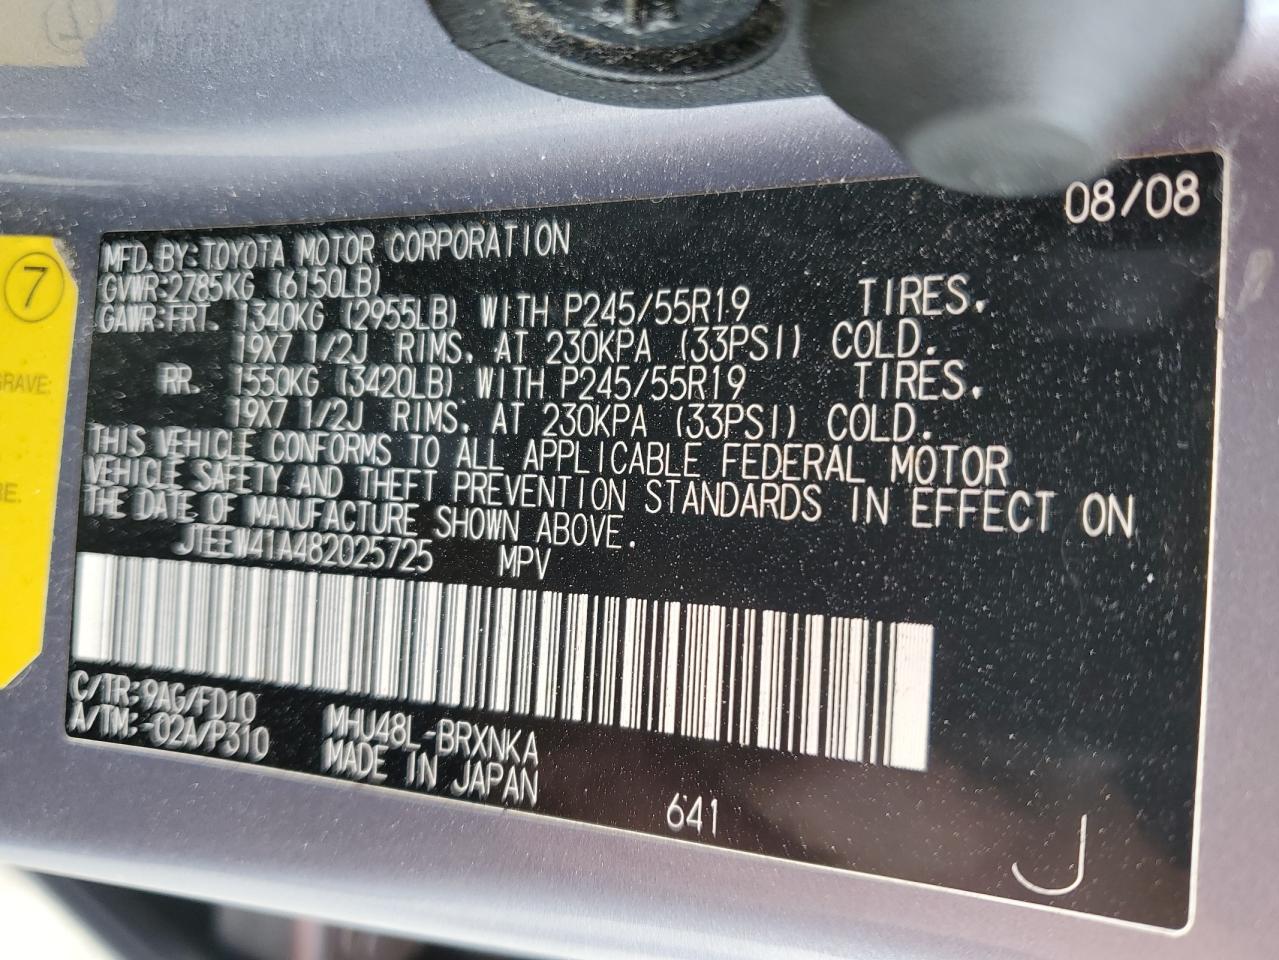 08/08
MFD.BY:TOYOTA MOTOR CORPORATION
GVWR:2785KG (6150LB)
GAWR:FRT. 1340KG (2955LB) WITH P245/55R19 TIRES,
19X7 1/2J RIMS, AT 230KPA (33PSI) COLD.
RR. 1550KG (3420LB) WITH P245/55R19 TIRES,
19X7 1/2J RIMS, AT 230KPA (33PSI) COLD.
THIS VEHICLE CONFORMS TO ALL APPLICABLE FEDERAL MOTOR
VEHICLE SAFETY AND THEFT PREVENTION STANDARDS IN EFFECT ON
THE DATE OF MANUFACTURE SHOWN ABOVE.
JTEEW41A482025725 MPV
C/TR:9AG/FD10
A/TM:-02A/P310
MHU48L-BRXNKA
MADE IN JAPAN
641
J
7
GRAVE: